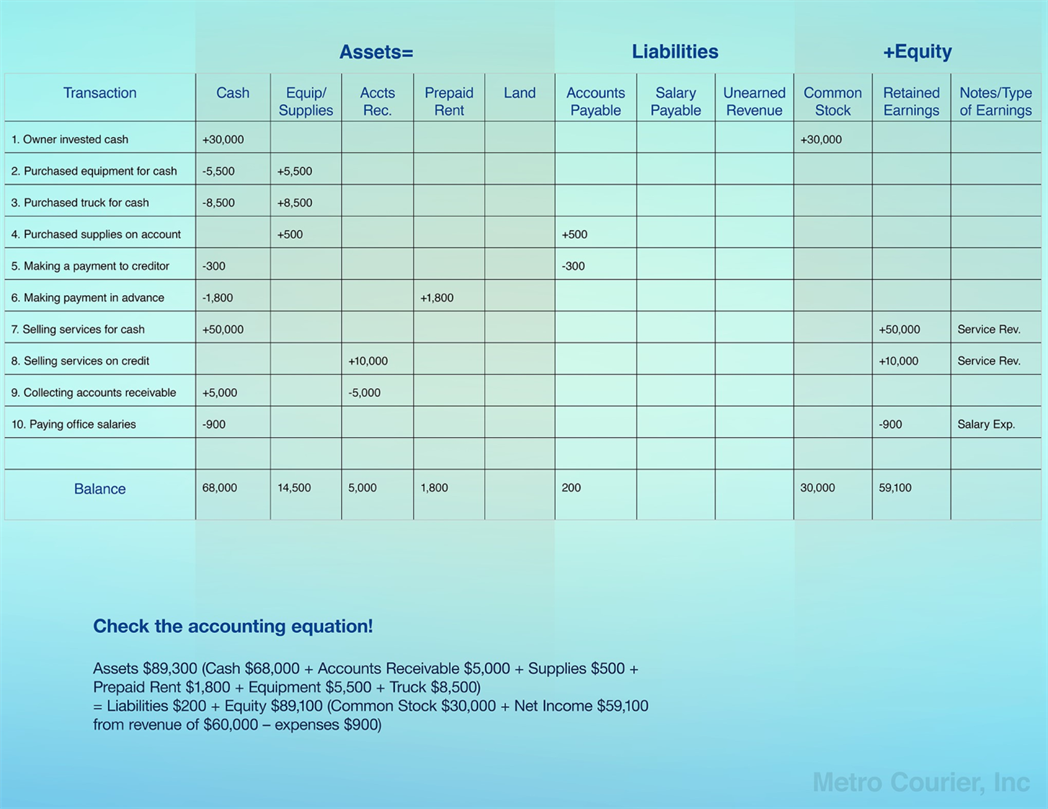 Assets= Liabilities +Equity
Transaction Cash Equip/ Supplies Accts Rec. Prepaid Rent Land Accounts Payable Salary Payable Unearned Revenue Common Stock Retained Earnings Notes/Type of Earnings
1. Owner invested cash +30,000 +30,000
2. Purchased equipment for cash -5,500 +5,500
3. Purchased truck for cash -8,500 +8,500
4. Purchased supplies on account +500 +500
5. Making a payment to creditor -300 -300
6. Making payment in advance -1,800 +1,800
7. Selling services for cash +50,000 +50,000 Service Rev.
8. Selling services on credit +10,000 +10,000 Service Rev.
9. Collecting accounts receivable +5,000 -5,000
10. Paying office salaries -900 -900 Salary Exp.
Balance 68,000 14,500 5,000 1,800 200 30,000 59,100
Check the accounting equation!
Assets $89,300 (Cash $68,000 + Accounts Receivable $5,000 + Supplies $500 +
Prepaid Rent $1,800 + Equipment $5,500 + Truck $8,500)
= Liabilities $200 + Equity $89,100 (Common Stock $30,000 + Net Income $59,100
from revenue of $60,000 – expenses $900)
Metro Courier, Inc